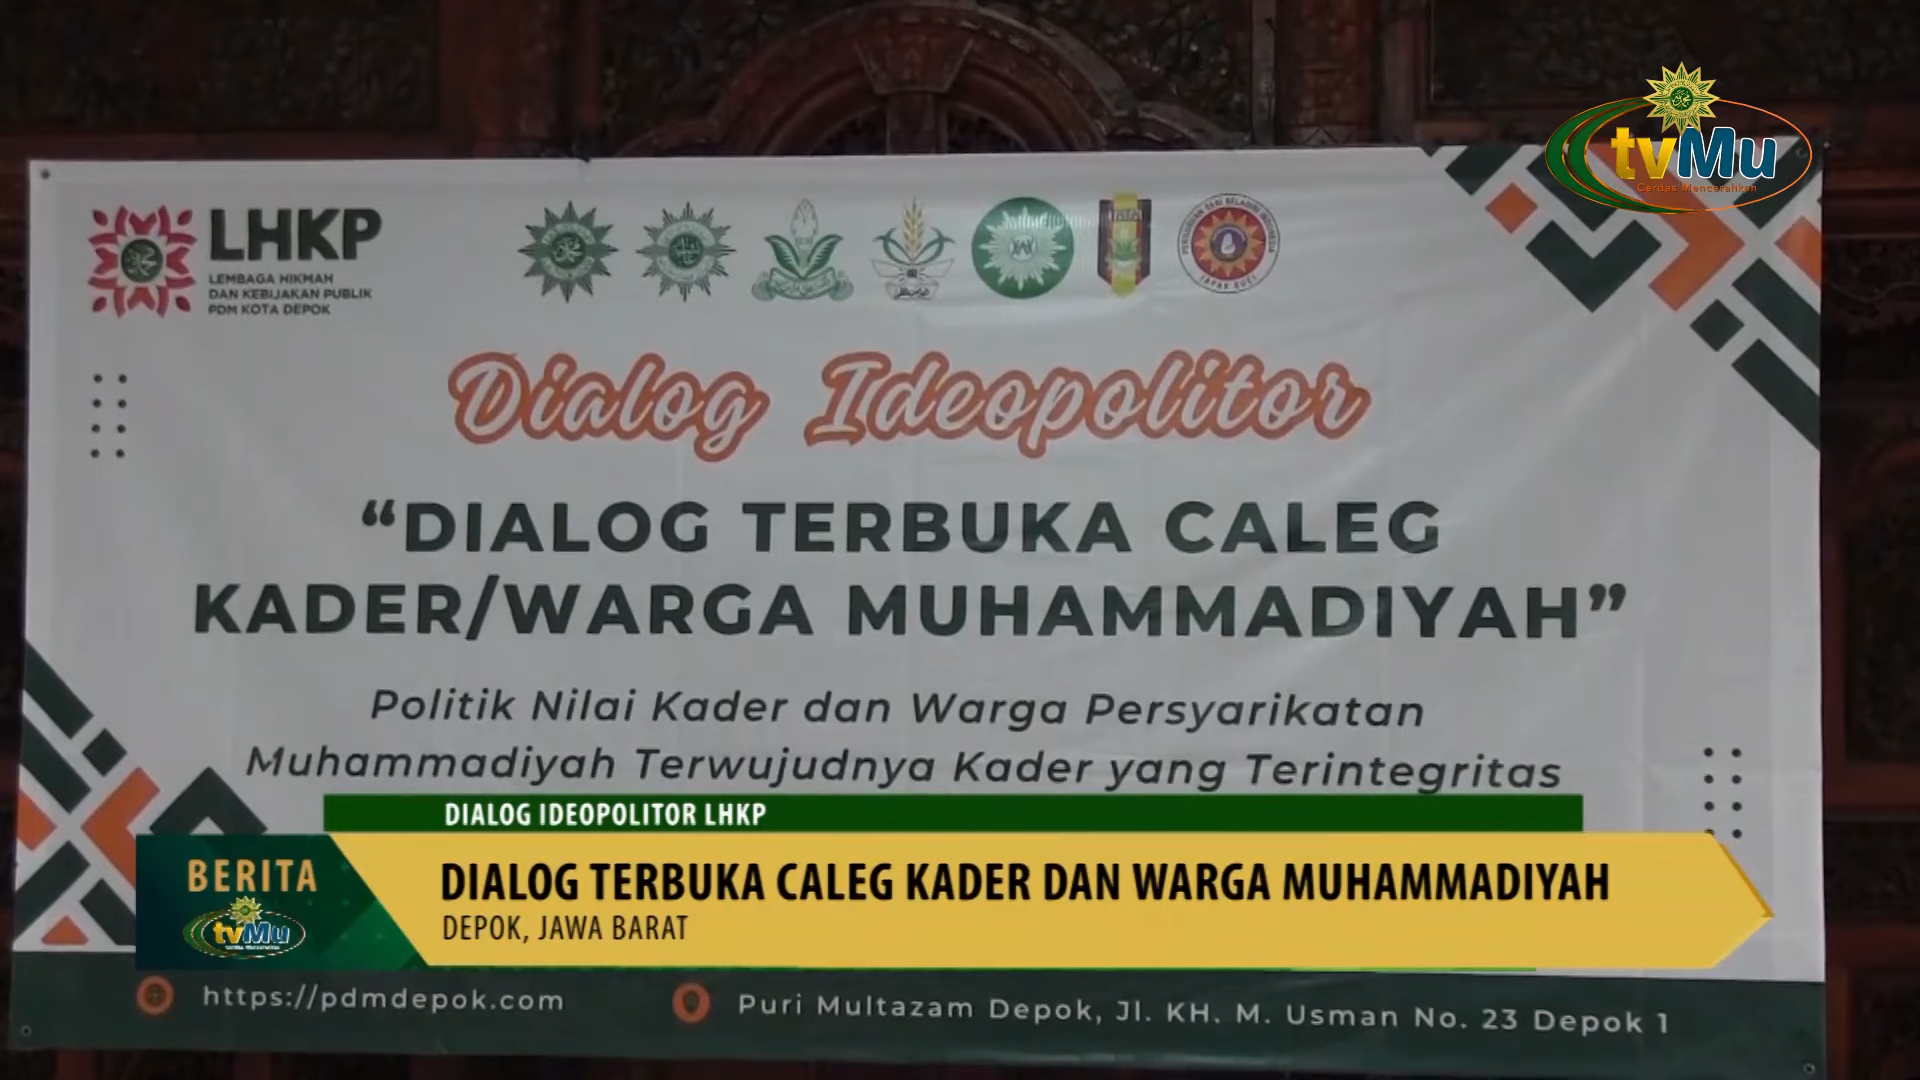 tvMu
Cerdas Mencerahkan
LHKP
LEMBAGA HIKMAH
DAN KEBIJAKAN PUBLIK
PDM KOTA DEPOK
Dialog Ideopolitor
“DIALOG TERBUKA CALEG
KADER/WARGA MUHAMMADIYAH”
Politik Nilai Kader dan Warga Persyarikatan
Muhammadiyah Terwujudnya Kader yang Terintegritas
DIALOG IDEOPOLITOR LHKP
BERITA
tvMu
DIALOG TERBUKA CALEG KADER DAN WARGA MUHAMMADIYAH
DEPOK, JAWA BARAT
https://pdmdepok.com
Puri Multazam Depok, Jl. KH. M. Usman No. 23 Depok 1